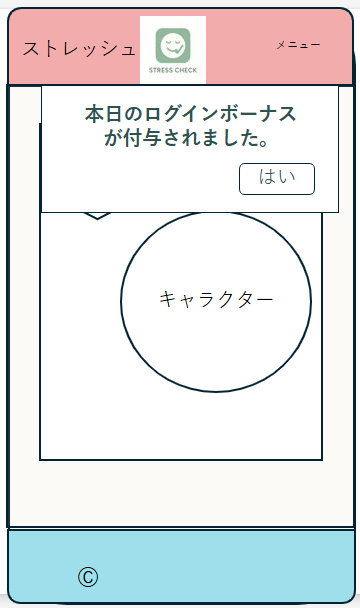 ストレッシュ
STRESS CHECK
メニュー
本日のログインボーナス
が付与されました。
はい
キャラクター
©